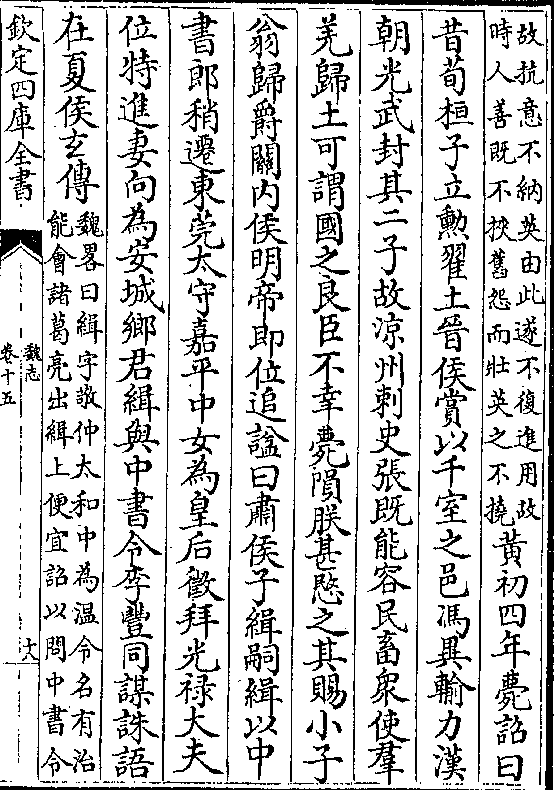 故抗意不納英由此遂不復進用故
時人善既不挾舊怨而壯英之不撓
黄初四年薨詔曰
昔荀桓子立勲翟土晉侯賞以千室之邑馮異輸力漢
朝光武封其二子故涼州刺史張既能容民畜衆使羣
羌歸土可謂國之良臣不幸薨隕朕甚愍之其賜小子
翁歸爵關內侯明帝即位追諡曰肅侯子緝嗣緝以中
書郎稍遷東莞太守嘉平中女為皇后徵拜光禄大夫
位特進妻向為安城鄉君緝與中書令李豐同謀誅語
在夏侯玄傳
魏畧曰緝字敬仲太和中為温令名有治
能會諸葛亮出緝上便宜詔以問中書令
欽定四庫全書
魏志
卷十五
十八